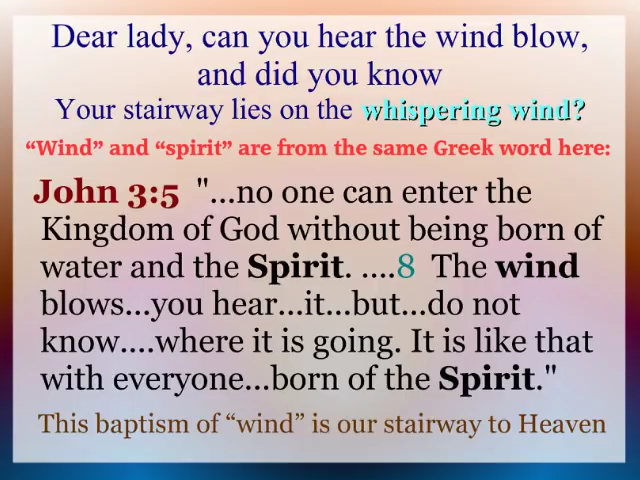 Dear lady, can you hear the wind blow,
and did you know
Your stairway lies on the whispering wind?
“Wind” and “spirit” are from the same Greek word here:
John 3:5 "...no one can enter the
Kingdom of God without being born of
water and the Spirit. ....8 The wind
blows...you hear...it...but...do not
know....where it is going. It is like that
with everyone...born of the Spirit."
This baptism of “wind” is our stairway to Heaven